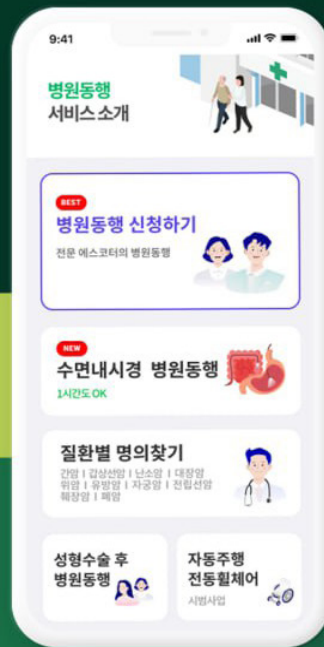 9:41
병원동행
서비스 소개
BEST
병원동행 신청하기
전문 에스코터의 병원동행
NEW
수면내시경 병원동행
1시간도 OK
질환별 명의찾기
간암 I 갑상선암 I 난소암 I 대장암
위암 I 유방암 I 자궁암 I 전립선암
췌장암 I 폐암
성형수술 후
병원동행
자동주행
전동휠체어
시범사업